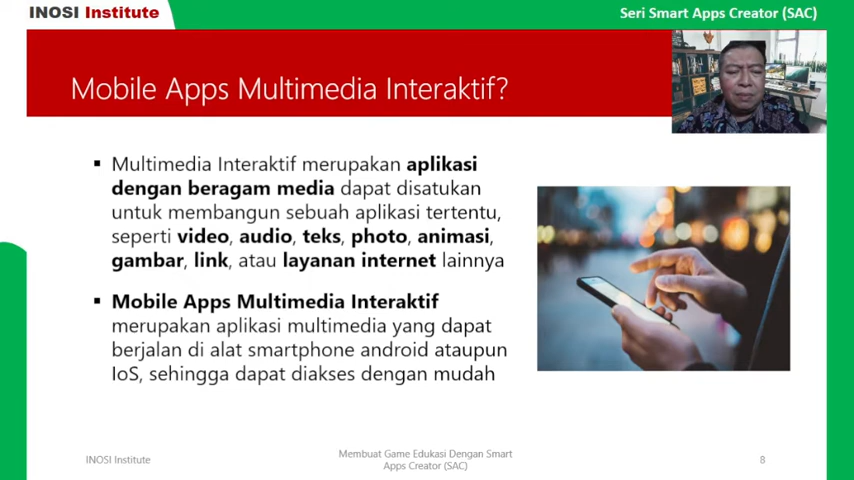 INOSI Institute
Seri Smart Apps Creator (SAC)
Mobile Apps Multimedia Interaktif?
▪ Multimedia Interaktif merupakan aplikasi
dengan beragam media dapat disatukan
untuk membangun sebuah aplikasi tertentu,
seperti video, audio, teks, photo, animasi,
gambar, link, atau layanan internet lainnya
▪ Mobile Apps Multimedia Interaktif
merupakan aplikasi multimedia yang dapat
berjalan di alat smartphone android ataupun
IoS, sehingga dapat diakses dengan mudah
INOSI Institute
Membuat Game Edukasi Dengan Smart
Apps Creator (SAC)
8